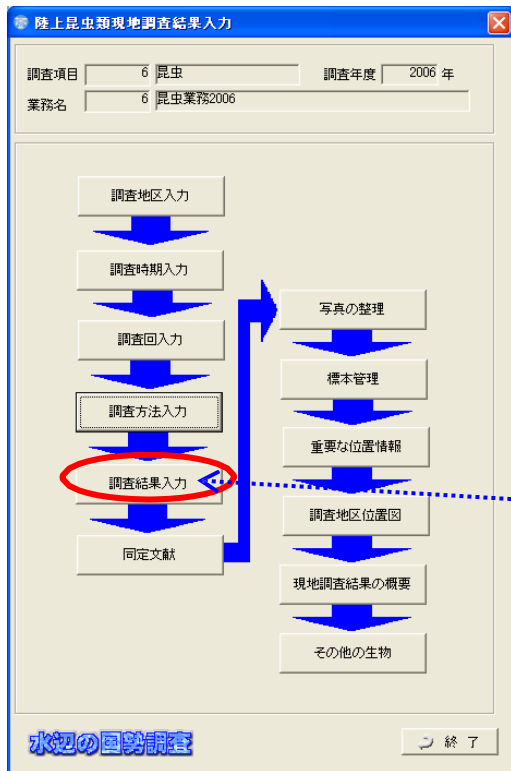 陸上昆虫類現地調査結果入力
調査項目 6 昆虫 調査年度 2006 年
業務名 6 昆虫業務2006
調査地区入力
調査時期入力
調査回入力
調査方法入力
調査結果入力
同定文献
写真の整理
標本管理
重要な位置情報
調査地区位置図
現地調査結果の概要
その他の生物
水辺の国勢調査
終 了